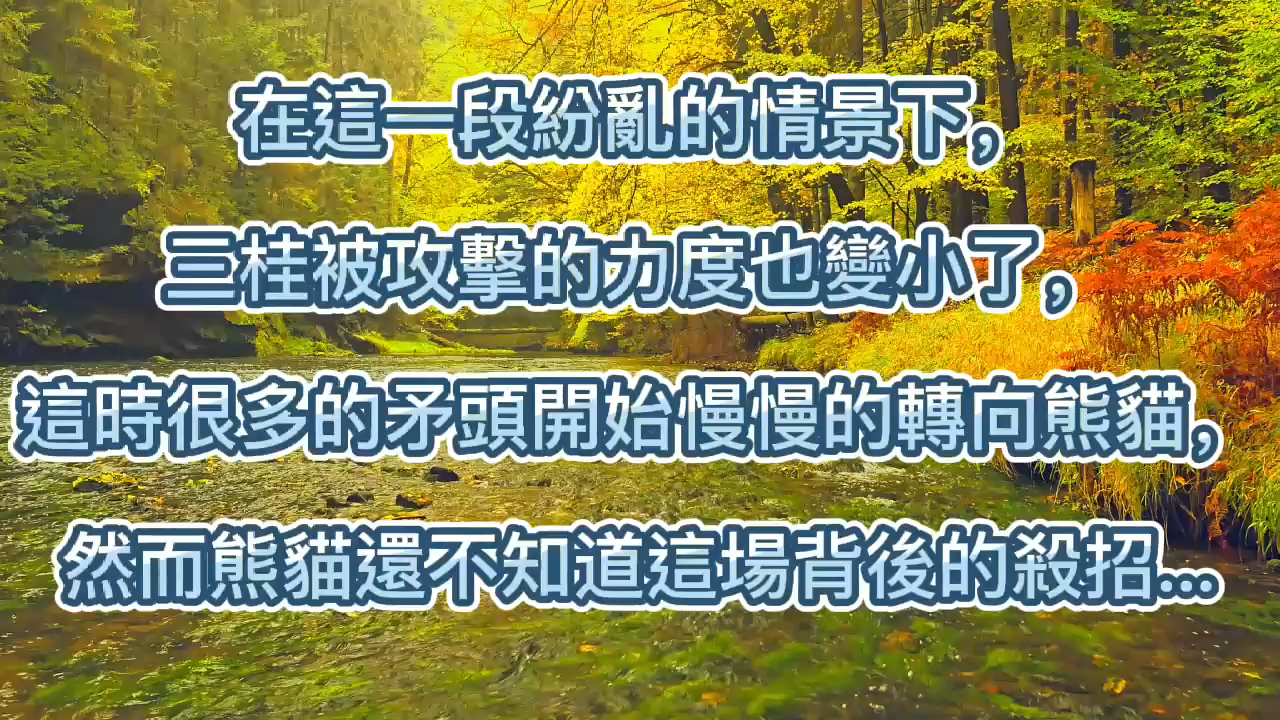 在這一段紛亂的情景下，
三桂被攻擊的力度也變小了，
這時很多的矛頭開始慢慢的轉向熊貓，
然而熊貓還不知道這場背後的殺招...